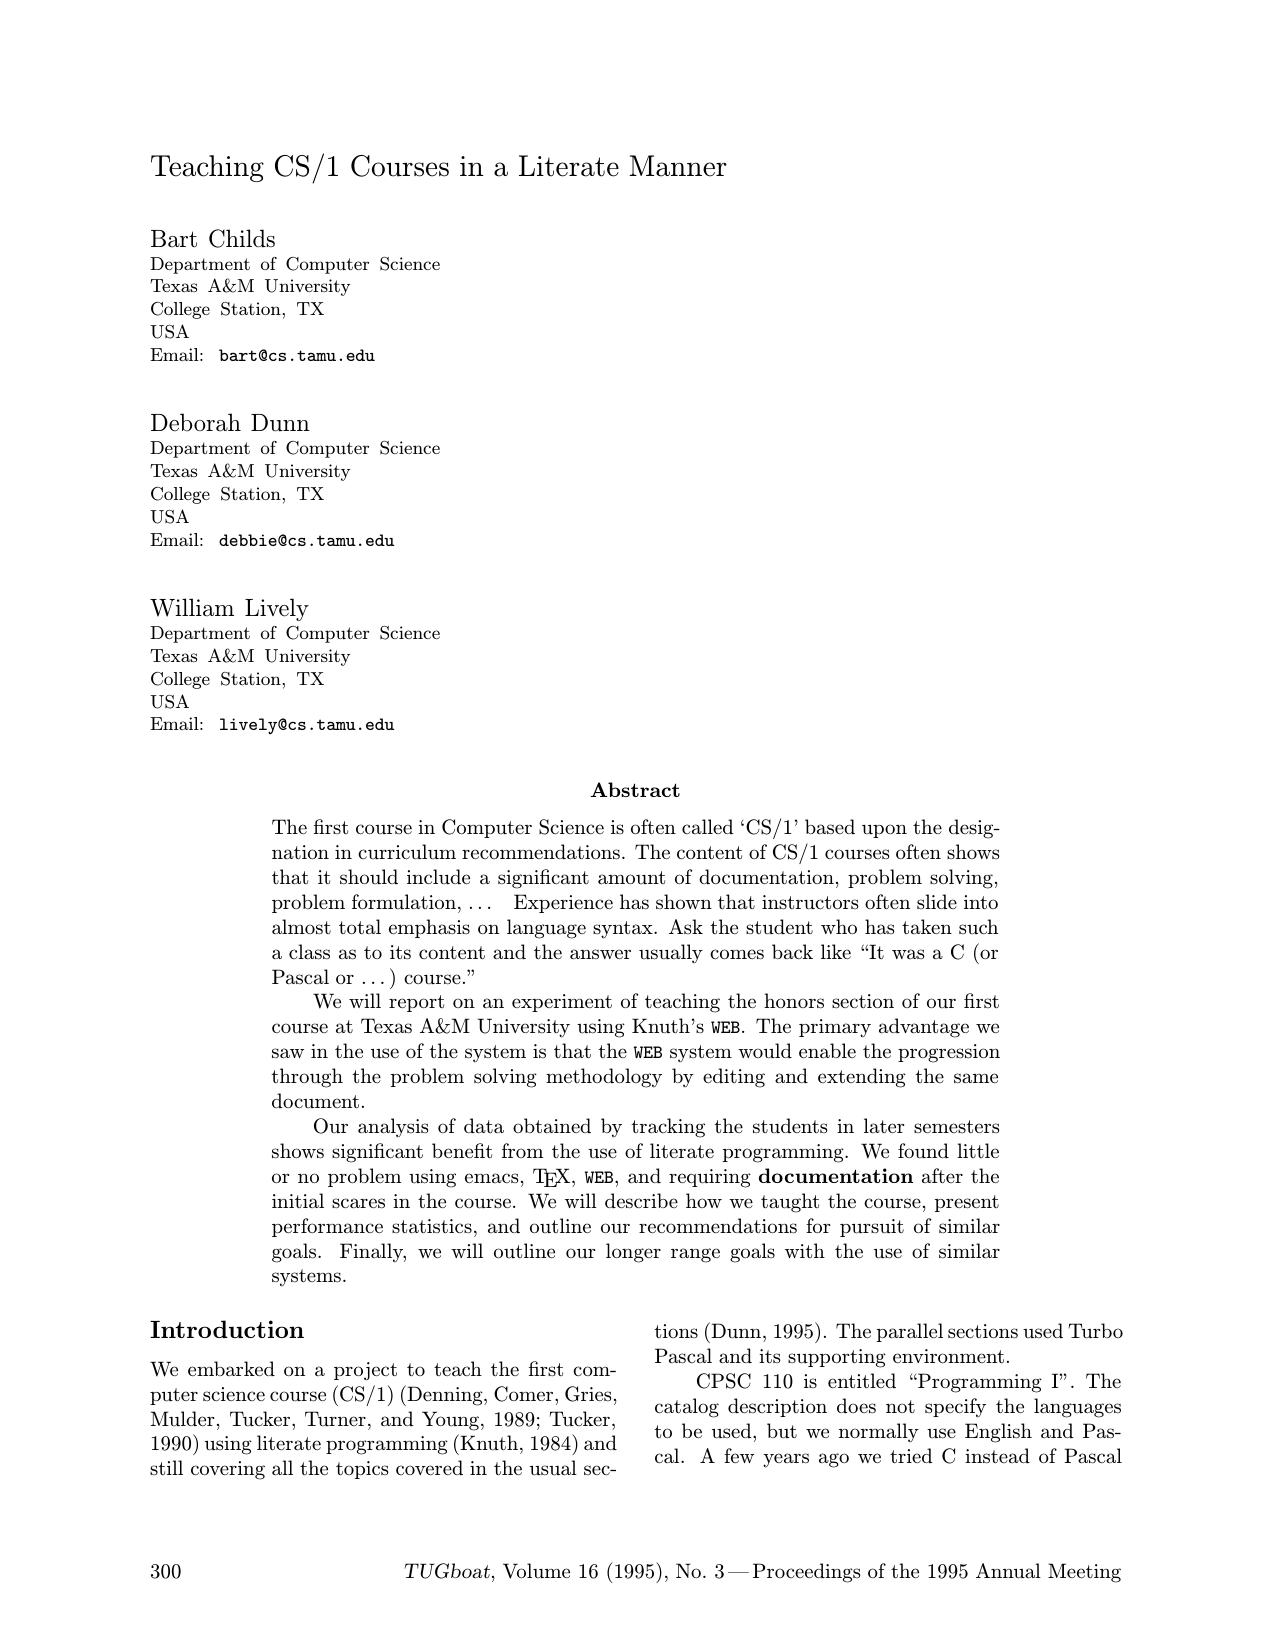 Teaching CS/1 Courses in a Literate Manner
Bart Childs
Department of Computer Science
Texas A&M University
College Station, TX
USA
Email: bart@cs.tamu.edu
Deborah Dunn
Department of Computer Science
Texas A&M University
College Station, TX
USA
Email: debbie@cs.tamu.edu
William Lively
Department of Computer Science
Texas A&M University
College Station, TX
USA
Email: lively@cs.tamu.edu
Abstract
The first course in Computer Science is often called ‘CS/1’ based upon the desig-
nation in curriculum recommendations. The content of CS/1 courses often shows
that it should include a significant amount of documentation, problem solving,
problem formulation, ... Experience has shown that instructors often slide into
almost total emphasis on language syntax. Ask the student who has taken such
a class as to its content and the answer usually comes back like “It was a C (or
Pascal or ...) course.”
We will report on an experiment of teaching the honors section of our first
course at Texas A&M University using Knuth’s WEB. The primary advantage we
saw in the use of the system is that the WEB system would enable the progression
through the problem solving methodology by editing and extending the same
document.
Our analysis of data obtained by tracking the students in later semesters
shows significant benefit from the use of literate programming. We found little
or no problem using emacs, TEX, WEB, and requiring documentation after the
initial scares in the course. We will describe how we taught the course, present
performance statistics, and outline our recommendations for pursuit of similar
goals. Finally, we will outline our longer range goals with the use of similar
systems.
Introduction
We embarked on a project to teach the first com-
puter science course (CS/1) (Denning, Comer, Gries,
Mulder, Tucker, Turner, and Young, 1989; Tucker,
1990) using literate programming (Knuth, 1984) and
still covering all the topics covered in the usual sec-
tions (Dunn, 1995). The parallel sections used Turbo
Pascal and its supporting environment.
CPSC 110 is entitled “Programming I”. The
catalog description does not specify the languages
to be used, but we normally use English and Pas-
cal. A few years ago we tried C instead of Pascal
300 TUGboat, Volume 16 (1995), No. 3—Proceedings of the 1995 Annual Meeting